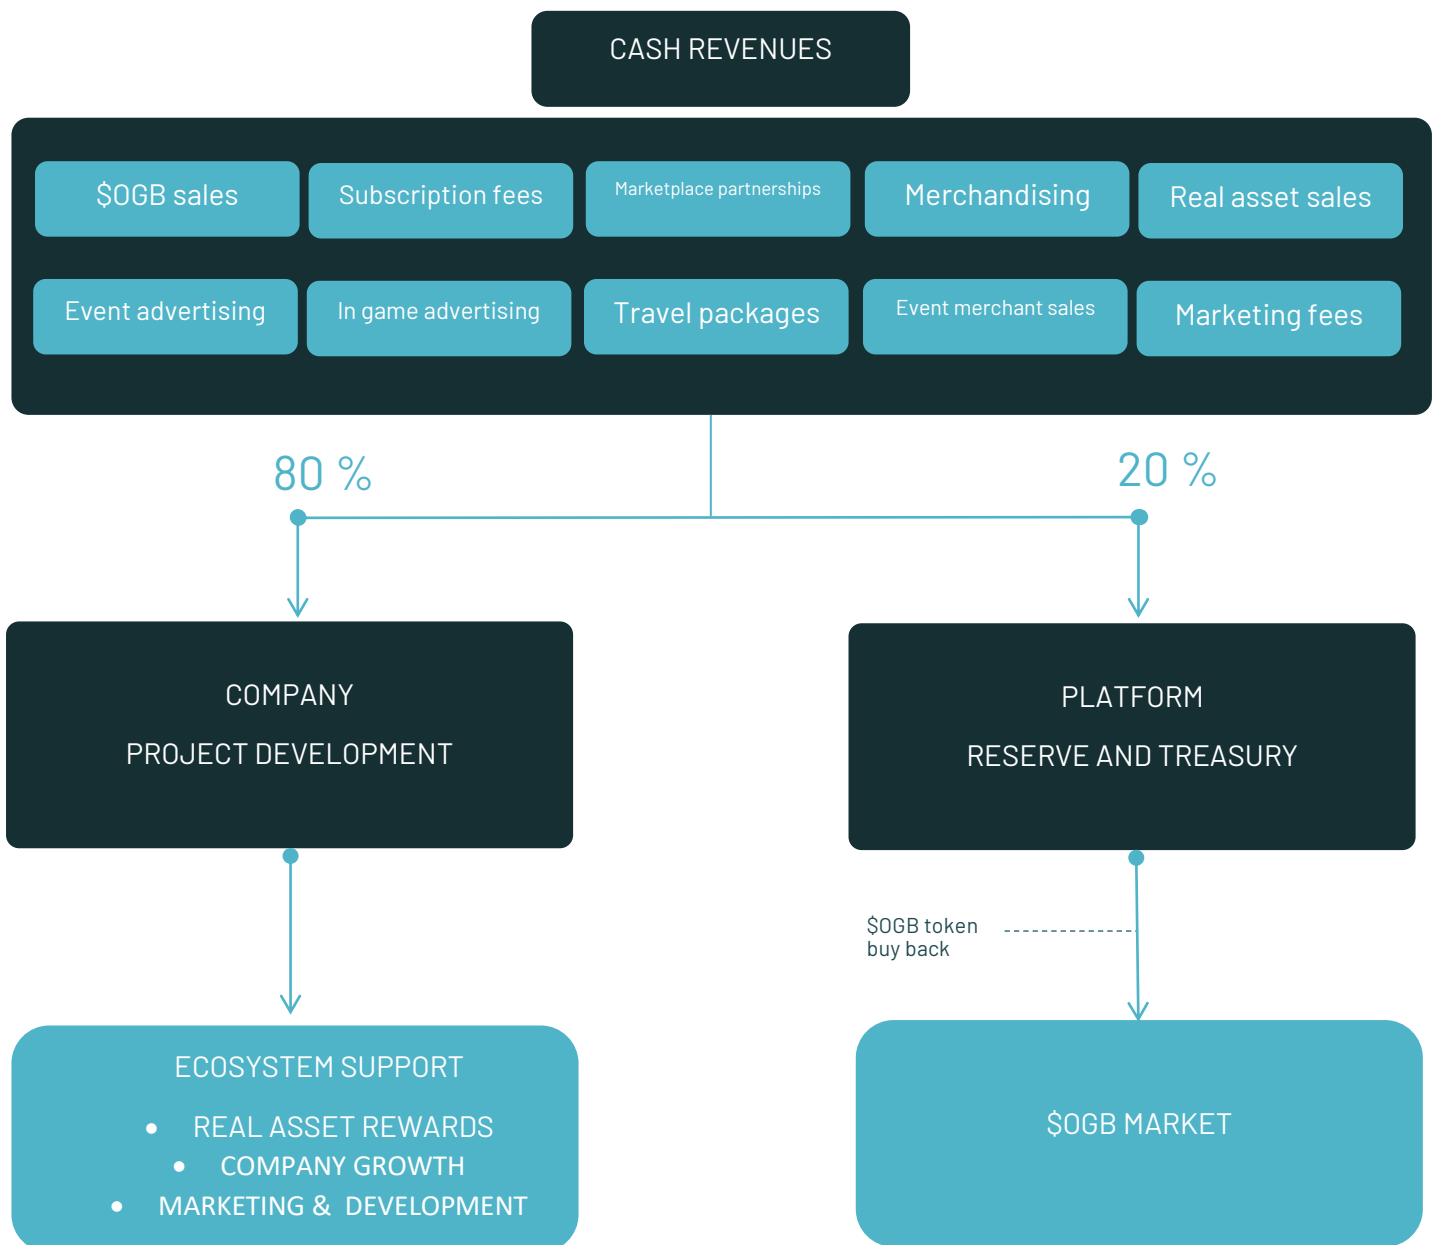 CASH REVENUES
$OGB sales
Subscription fees
Marketplace partnerships
Merchandising
Real asset sales
Event advertising
In game advertising
Travel packages
Event merchant sales
Marketing fees
80 %
20 %
COMPANY
PROJECT DEVELOPMENT
PLATFORM
RESERVE AND TREASURY
$OGB token
buy back
ECOSYSTEM SUPPORT
• REAL ASSET REWARDS
• COMPANY GROWTH
• MARKETING & DEVELOPMENT
$OGB MARKET